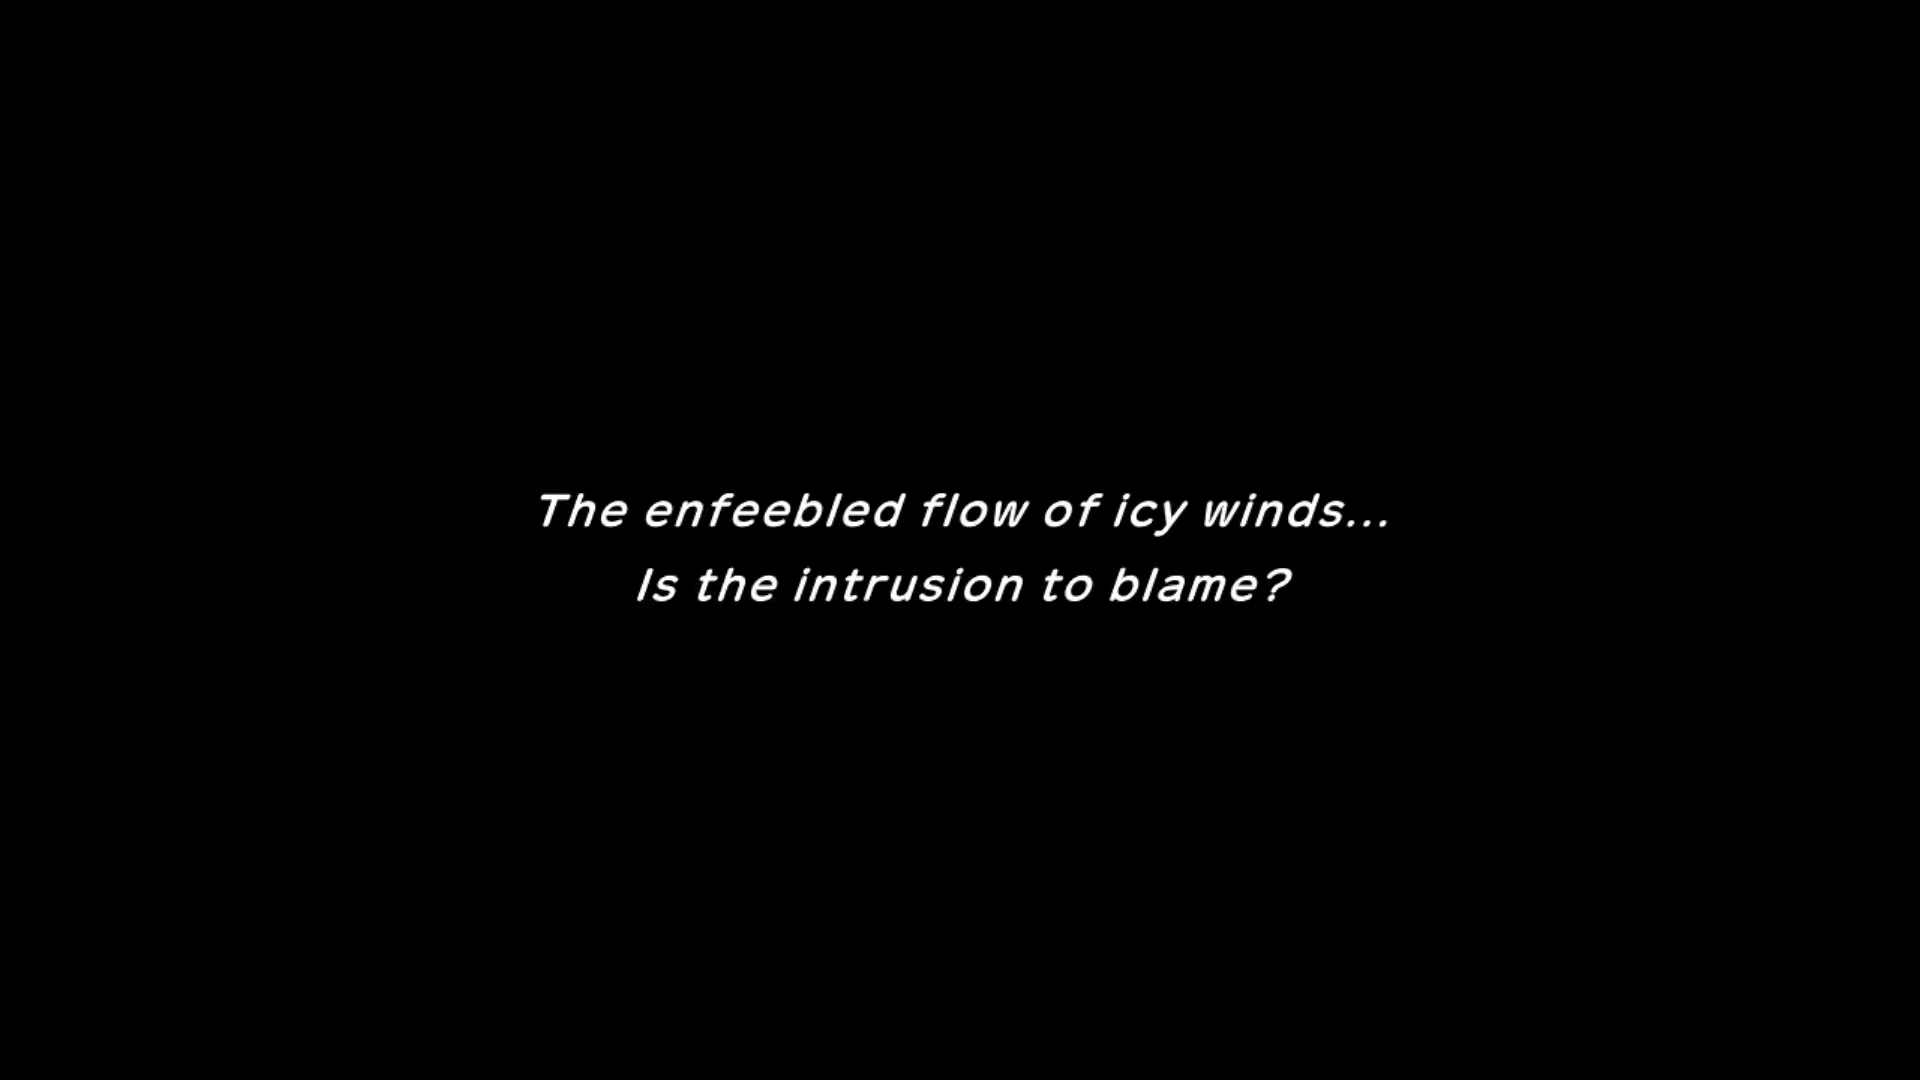 The enfeebled flow of icy winds...
Is the intrusion to blame?